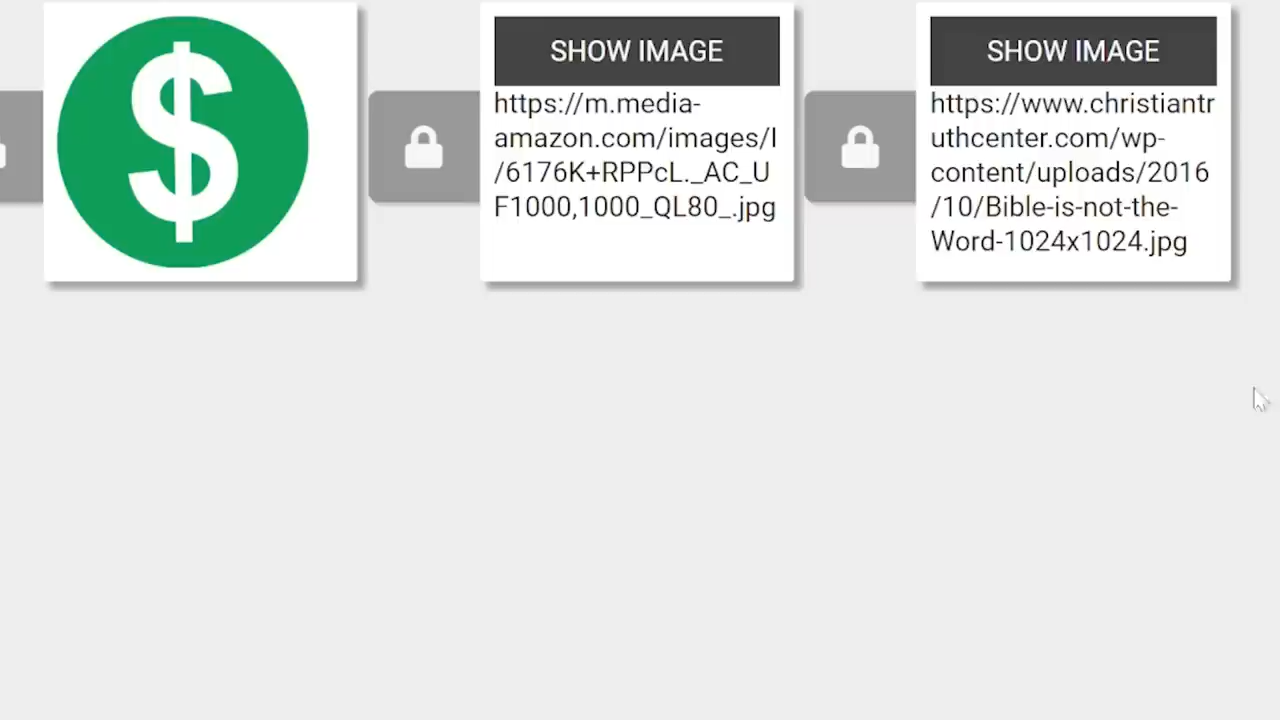 $
SHOW IMAGE
https://m.media-
amazon.com/images/I
/6176K+RPPcL._AC_U
F1000,1000_QL80_.jpg
SHOW IMAGE
https://www.christiantr
uthcenter.com/wp-
content/uploads/2016
/10/Bible-is-not-the-
Word-1024x1024.jpg